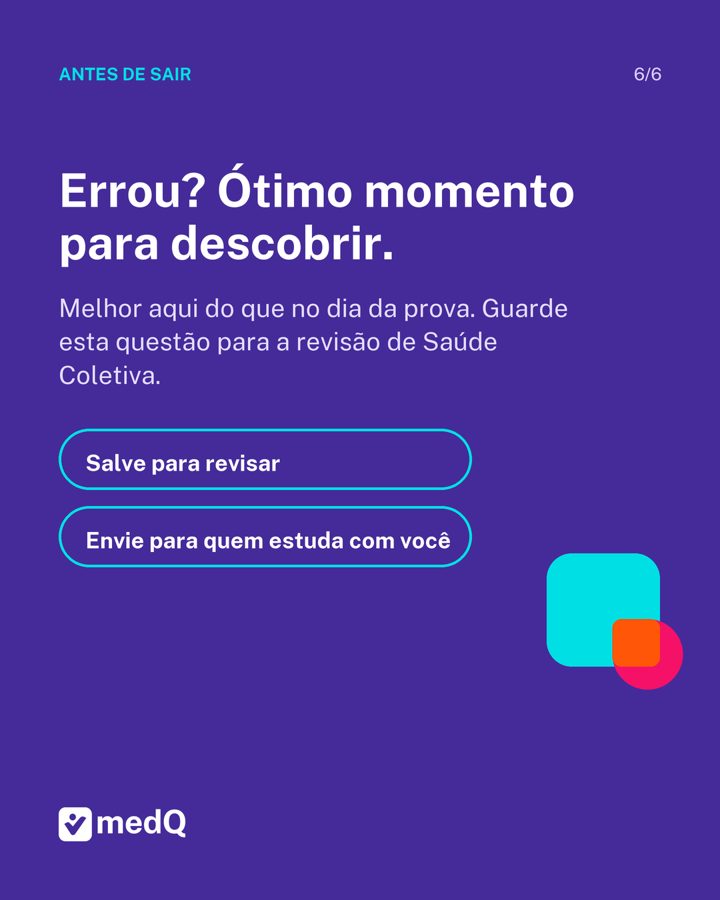 ANTES DE SAIR
6/6
Errou? Ótimo momento
para descobrir.
Melhor aqui do que no dia da prova. Guarde
esta questão para a revisão de Saúde
Coletiva.
Salve para revisar
Envie para quem estuda com você
medQ